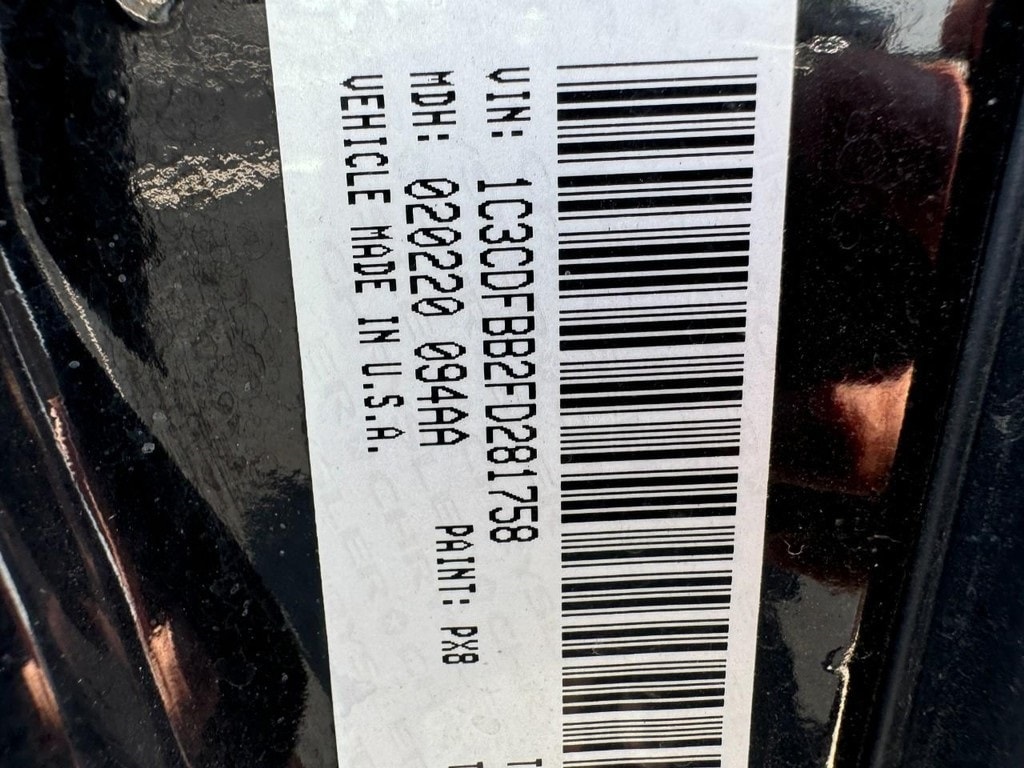 VIN: 1C3CDFBB2FD281758
MDH: 020220 094AA PAINT: PX8
VEHICLE MADE IN U.S.A.